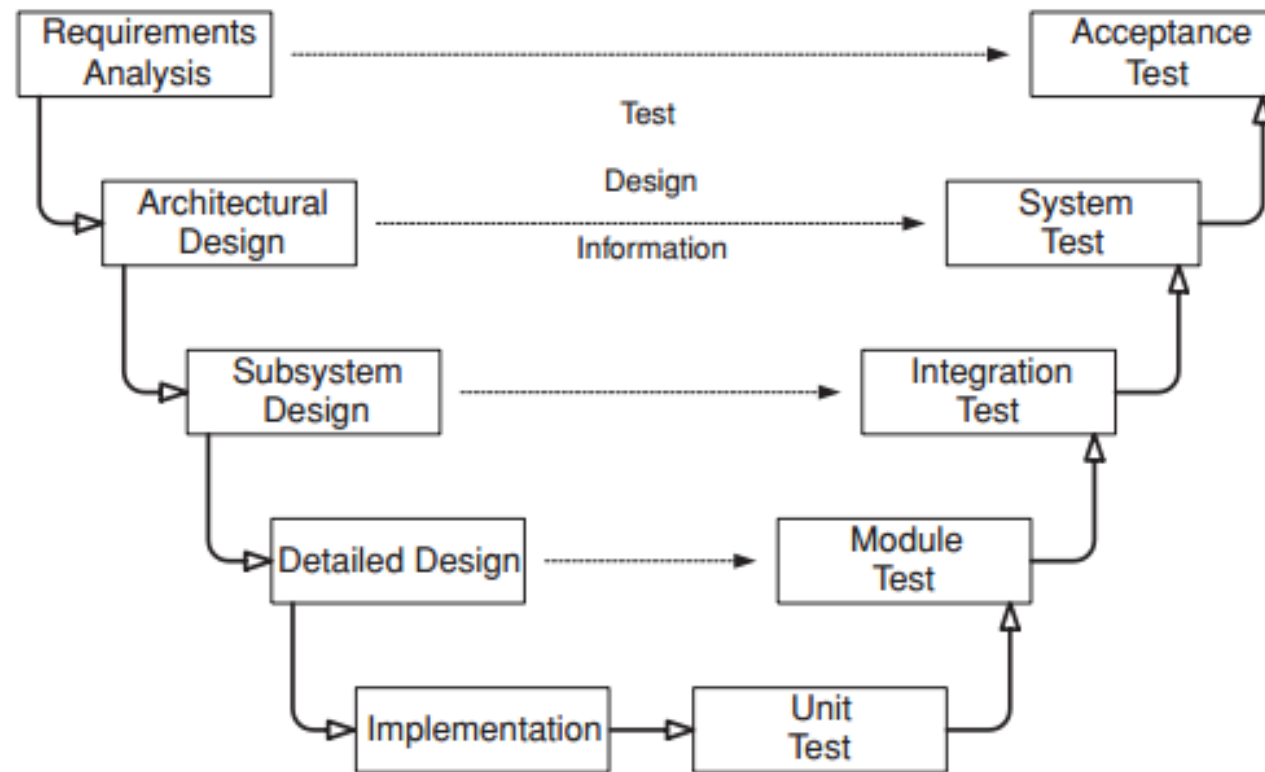 Requirements
Analysis
Acceptance
Test
Test
Design
Information
Architectural
Design
System
Test
Subsystem
Design
Integration
Test
Detailed Design
Module
Test
Implementation
Unit
Test